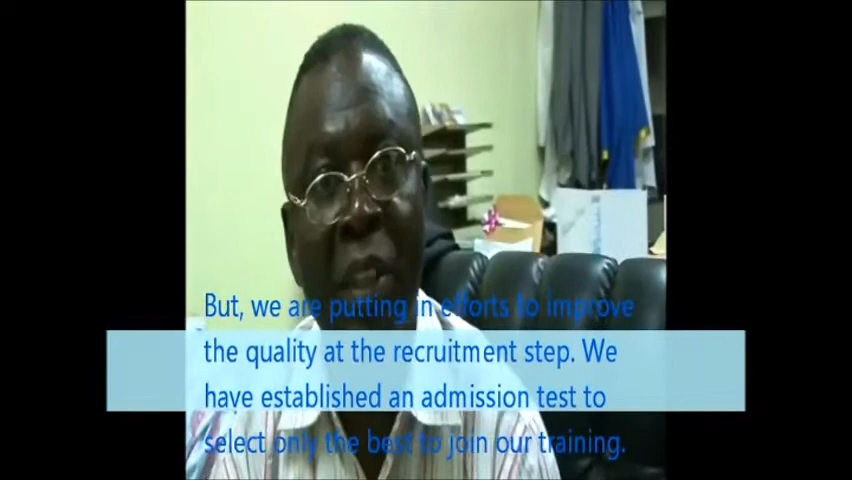 But, we are putting in efforts to improve
the quality at the recruitment step. We
have established an admission test to
select only the best to join our training.